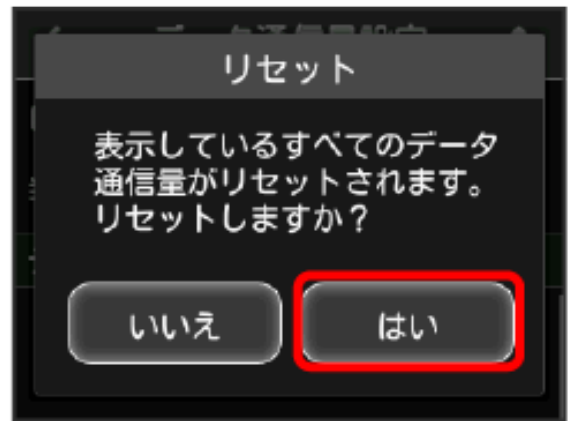 リセット
表示しているすべてのデータ
通信量がリセットされます。
リセットしますか？
いいえ
はい